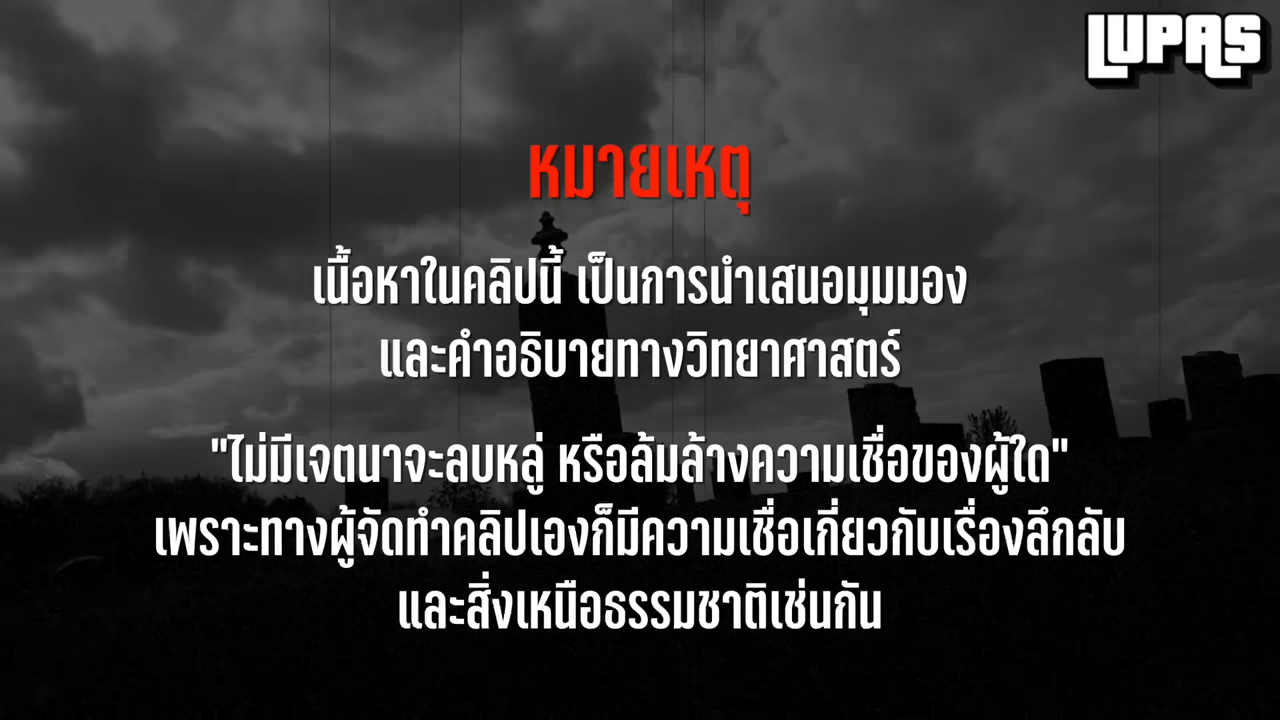 LUPAS
หมายเหตุ
เนื้อหาในคลิปนี้ เป็นการนำเสนอมุมมอง
และคำอธิบายทางวิทยาศาสตร์
"ไม่มีเจตนาจะลบหลู่ หรือล้มล้างความเชื่อของผู้ใด"
เพราะทางผู้จัดทำคลิปเองก็มีความเชื่อเกี่ยวกับเรื่องลึกลับ
และสิ่งเหนือธรรมชาติเช่นกัน